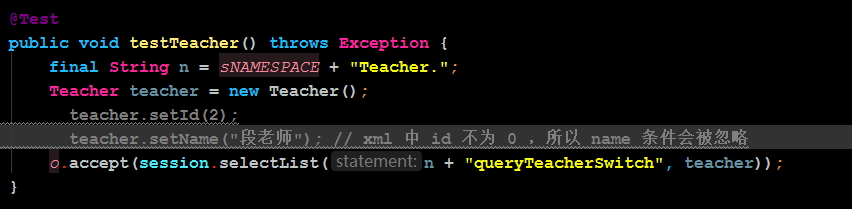 @Test
public void testTeacher() throws Exception {
    final String n = sNAMESPACE + "Teacher.";
    Teacher teacher = new Teacher();
      teacher.setId(2);
      teacher.setName("段老师"); // xml 中 id 不为 0 ，所以 name 条件会被忽略
    o.accept(session.selectList( statement: n + "queryTeacherSwitch", teacher));
}